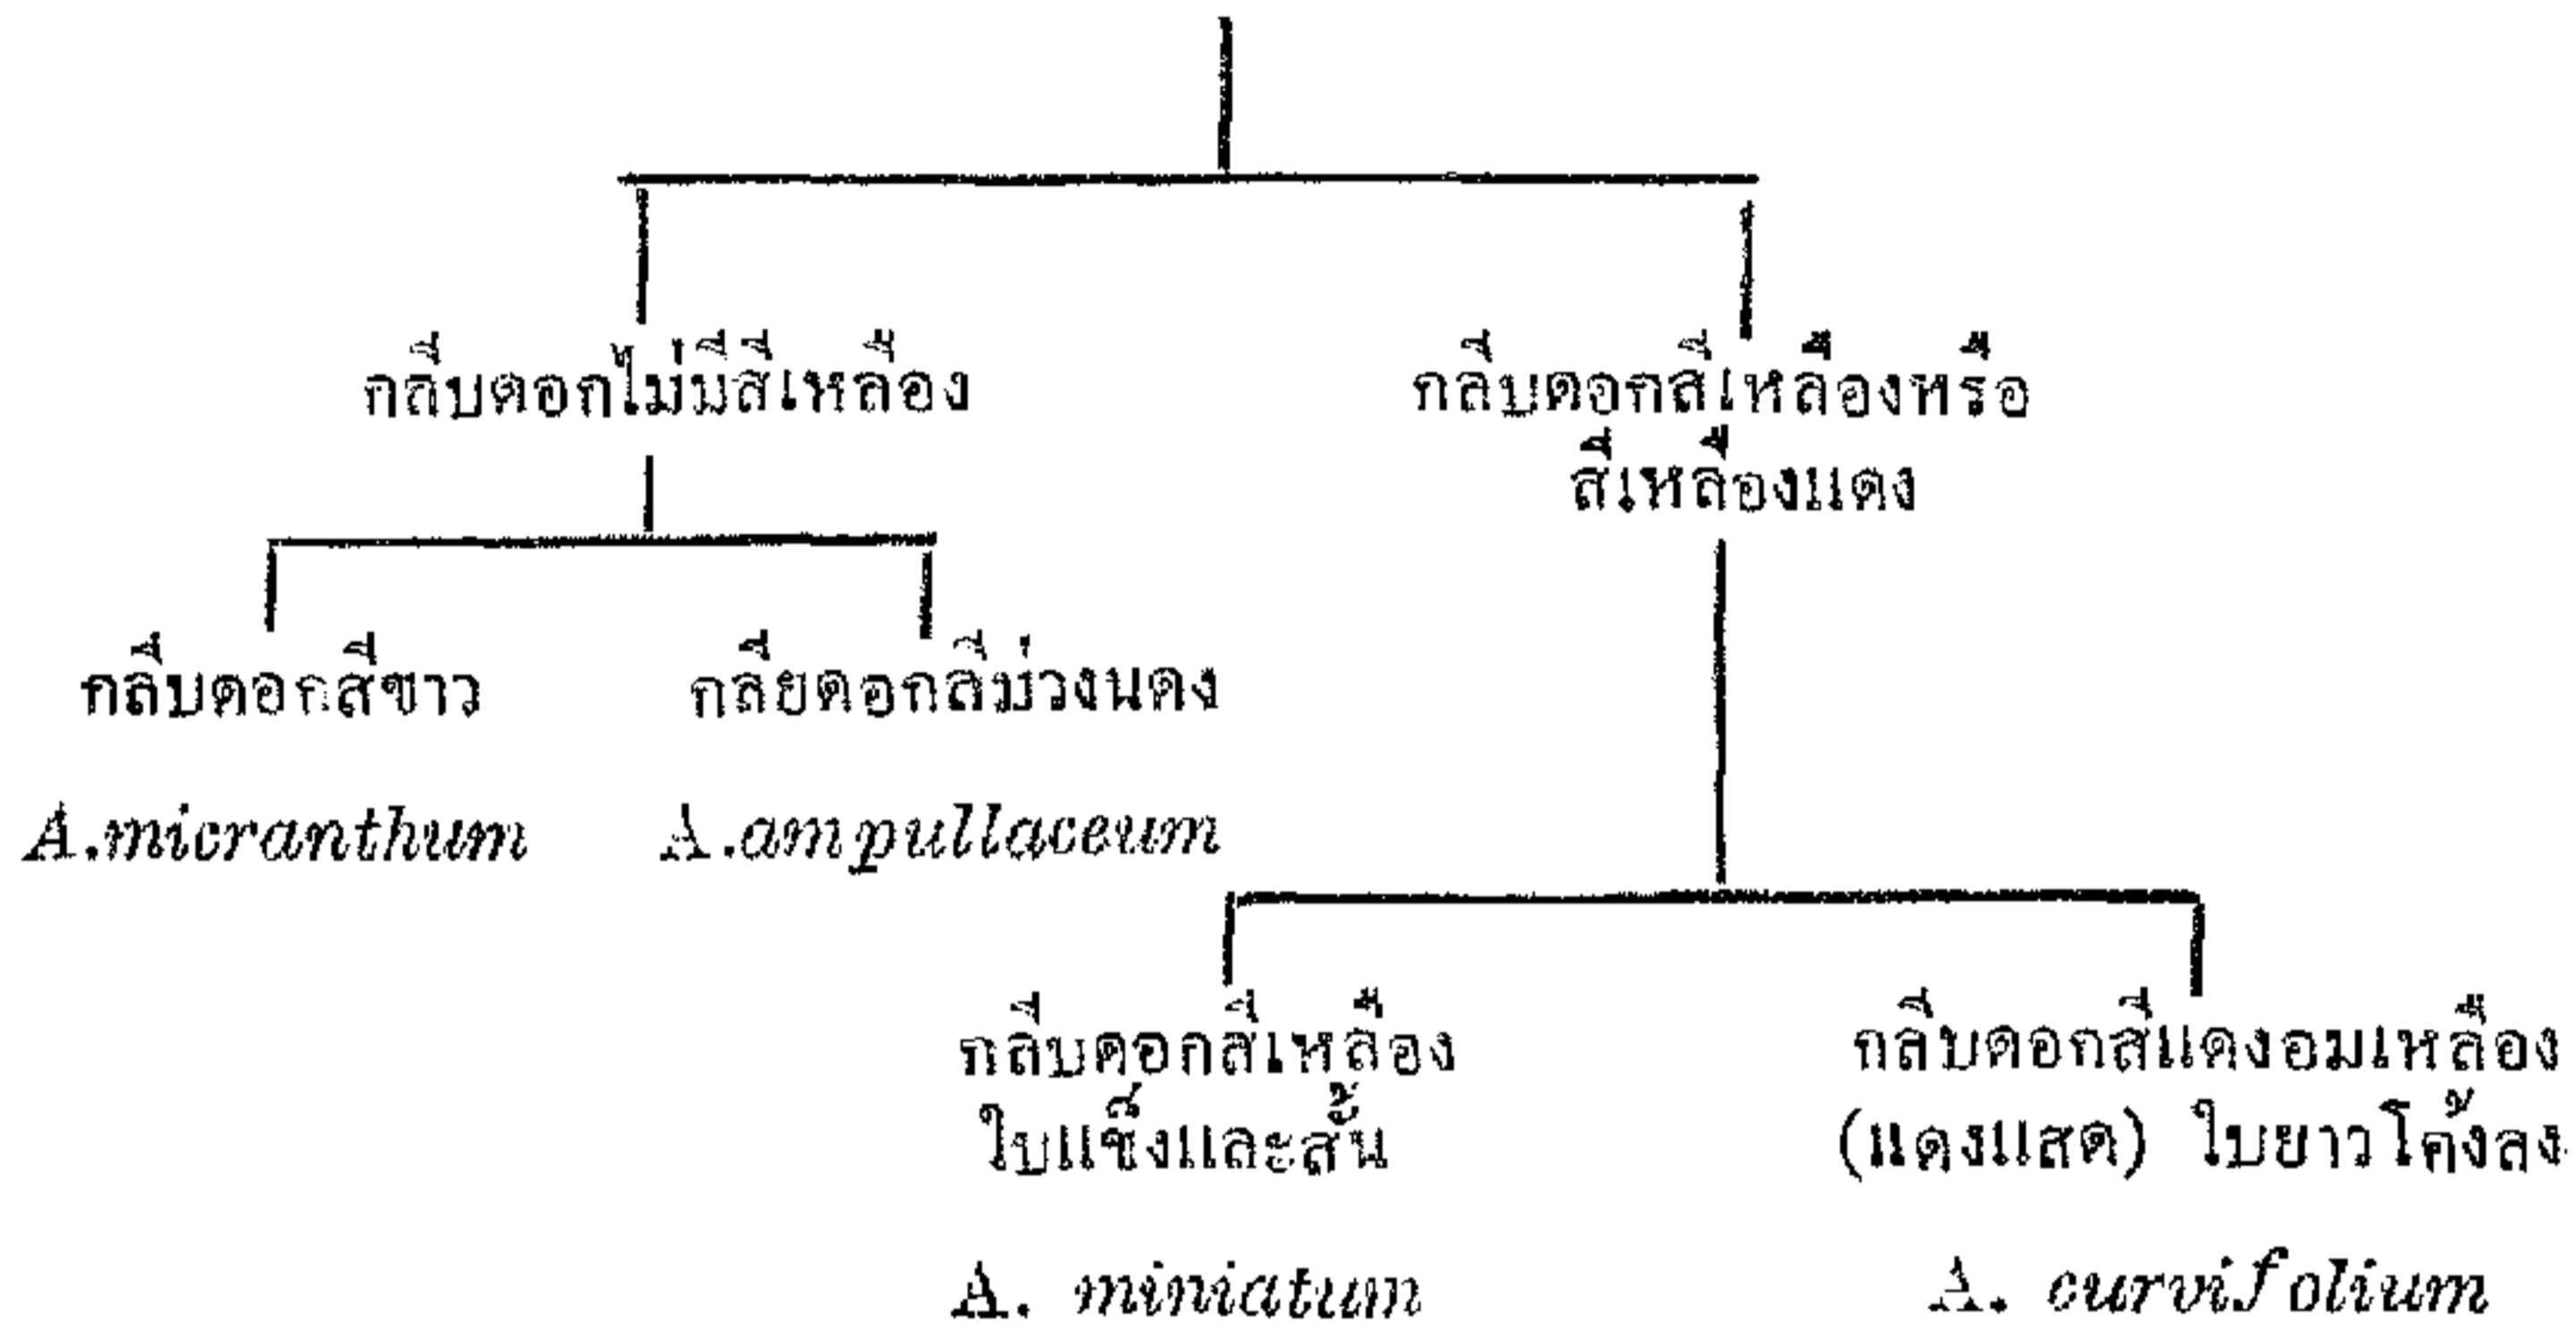 กลีบดอกไม่มีสีเหลือง
กลีบดอกสีเหลืองหรือ
สีเหลืองแดง
กลีบดอกสีขาว
กลีบดอกสีม่วงแดง
A.micranthum
A.ampullaceum
กลีบดอกสีเหลือง
ใบแข็งและสั้น
กลีบดอกสีแดงอมเหลือง
(แดงแสด) ใบยาวโค้งลง
A. miniatum
A. curvifolium